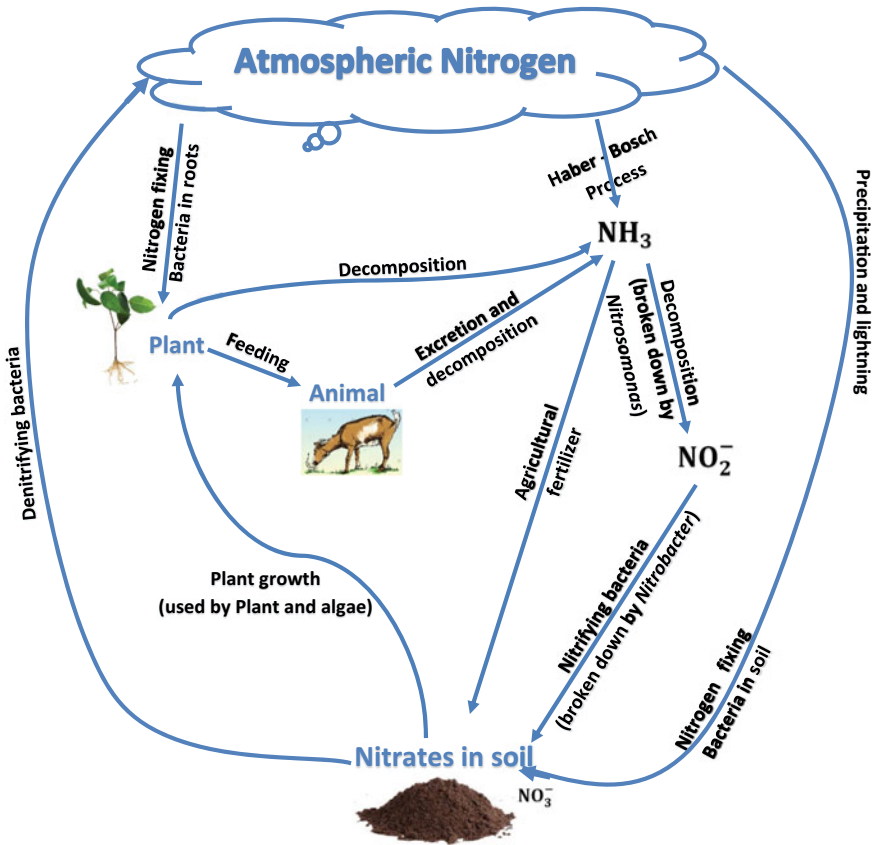 Atmospheric Nitrogen
Nitrogen fixing
Bacteria in roots
Haber - Bosch
Process
Precipitation and lightning
NH₃
Decomposition
Plant
Feeding
Animal
Excretion and
decomposition
Decomposition
(broken down by
Nitrosomonas)
Denitrifying bacteria
Agricultural
fertilizer
NO₂⁻
Nitrifying bacteria
(broken down by Nitrobacter)
Plant growth
(used by Plant and algae)
Nitrogen fixing
Bacteria in soil
Nitrates in soil
NO₃⁻